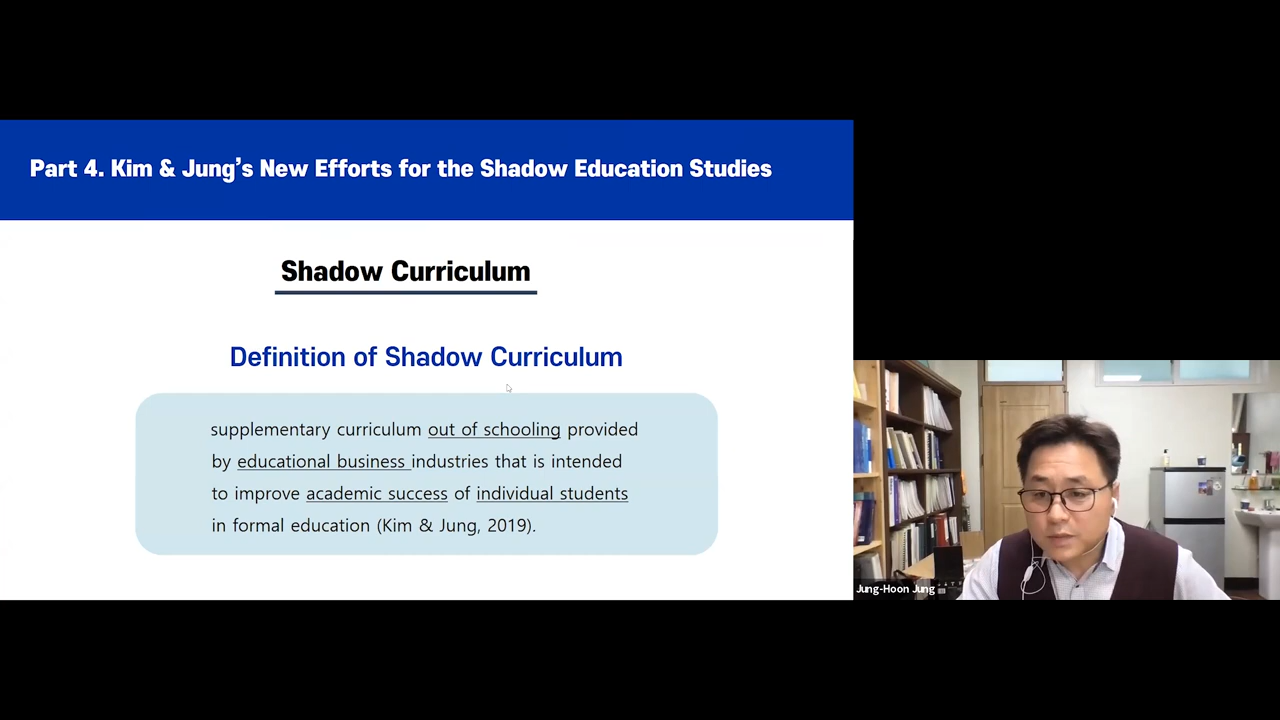 Part 4. Kim & Jung's New Efforts for the Shadow Education Studies
Shadow Curriculum
Definition of Shadow Curriculum
supplementary curriculum out of schooling provided
by educational business industries that is intended
to improve academic success of individual students
in formal education (Kim & Jung, 2019).
Jung-Hoon Jung